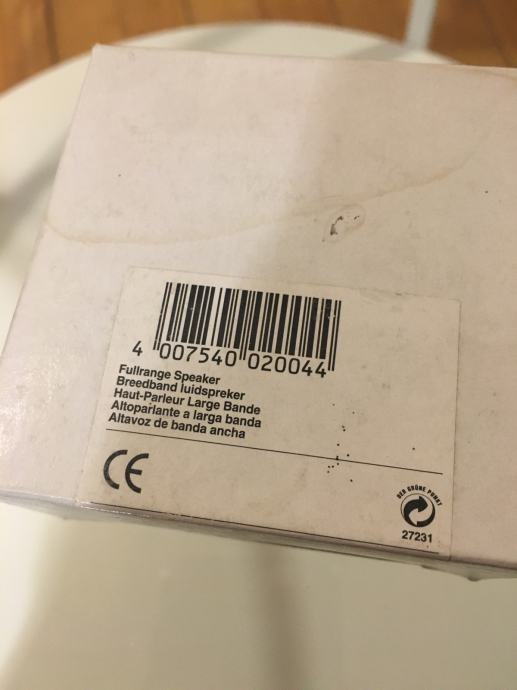 4 007540 020044
Fullrange Speaker
Breedband luidspreker
Haut-Parleur Large Bande
Altoparlante a larga banda
Altavoz de banda ancha
CE
DER GRÜNE PUNKT
27231